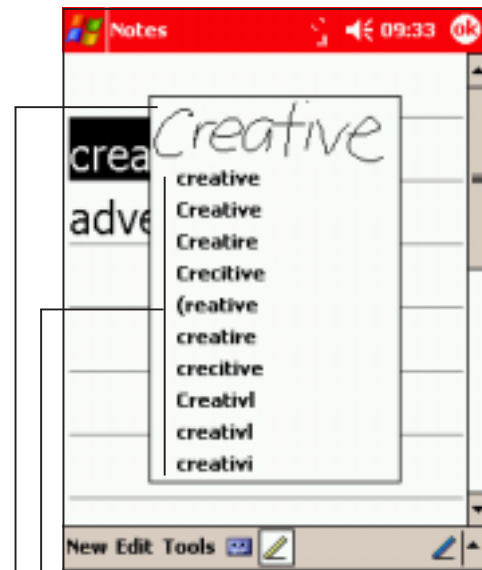 Notes 09:33 ok
Creative
crea
creative
adve
Creative
Creatire
Crecitive
(reative
creatire
crecitive
Creativl
creativl
creativi
New Edit Tools